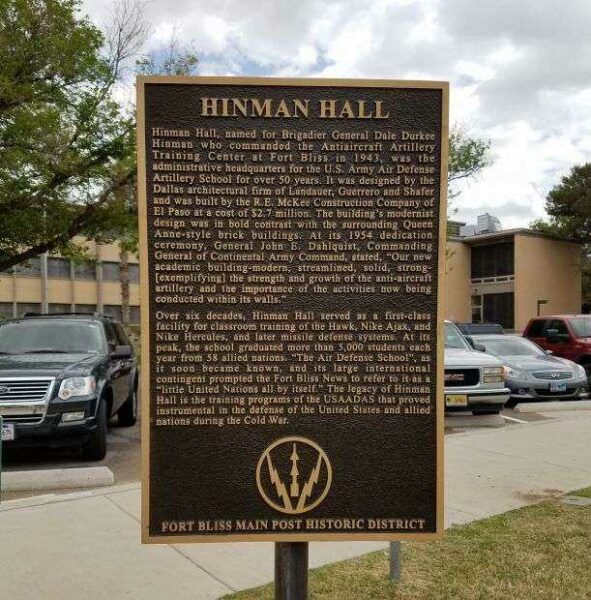 HINMAN HALL
Hinman Hall, named for Brigadier General Dale Durkee
Hinman who commanded the Antiaircraft Artillery
Training Center at Fort Bliss in 1943, was the
administrative headquarters for the U.S. Army Air Defense
Artillery School for over 50 years. It was designed by the
Dallas architectural firm of Landauer, Guerrero and Shafer
and was built by the R.E. McKee Construction Company of
El Paso at a cost of $2.7 million. The building's modernist
design was in bold contrast with the surrounding Queen
Anne-style brick buildings. At its 1954 dedication
ceremony, General John E. Dahlquist, Commanding
General of Continental Army Command, stated, "Our new
academic building-modern, streamlined, solid, strong-
[exemplifying] the strength and growth of the anti-aircraft
artillery and the importance of the activities now being
conducted within its walls."
Over six decades, Hinman Hall served as a first-class
facility for classroom training of the Hawk, Nike Ajax, and
Nike Hercules, and later missile defense systems. At its
peak, the school graduated more than 5,000 students each
year from 58 allied nations. "The Air Defense School", as
it soon became known, and its large international
contingent prompted the Fort Bliss News to refer to it as a
"little United Nations all by itself." The legacy of Hinman
Hall is the training programs of the USAADAS that proved
instrumental in the defense of the United States and allied
nations during the Cold War.
FORT BLISS MAIN POST HISTORIC DISTRICT
GMC